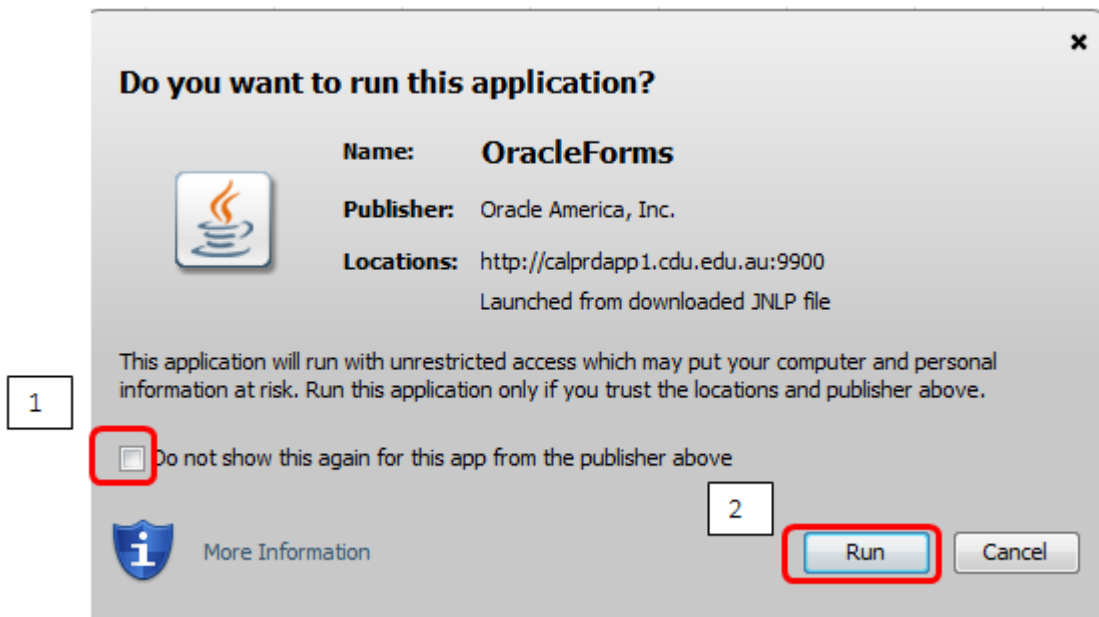 Do you want to run this application?
Name: OracleForms
Publisher: Oracle America, Inc.
Locations: http://calprdapp1.cdu.edu.au:9900
Launched from downloaded JNLP file
This application will run with unrestricted access which may put your computer and personal
information at risk. Run this application only if you trust the locations and publisher above.
1
Do not show this again for this app from the publisher above
2
More Information
Run
Cancel